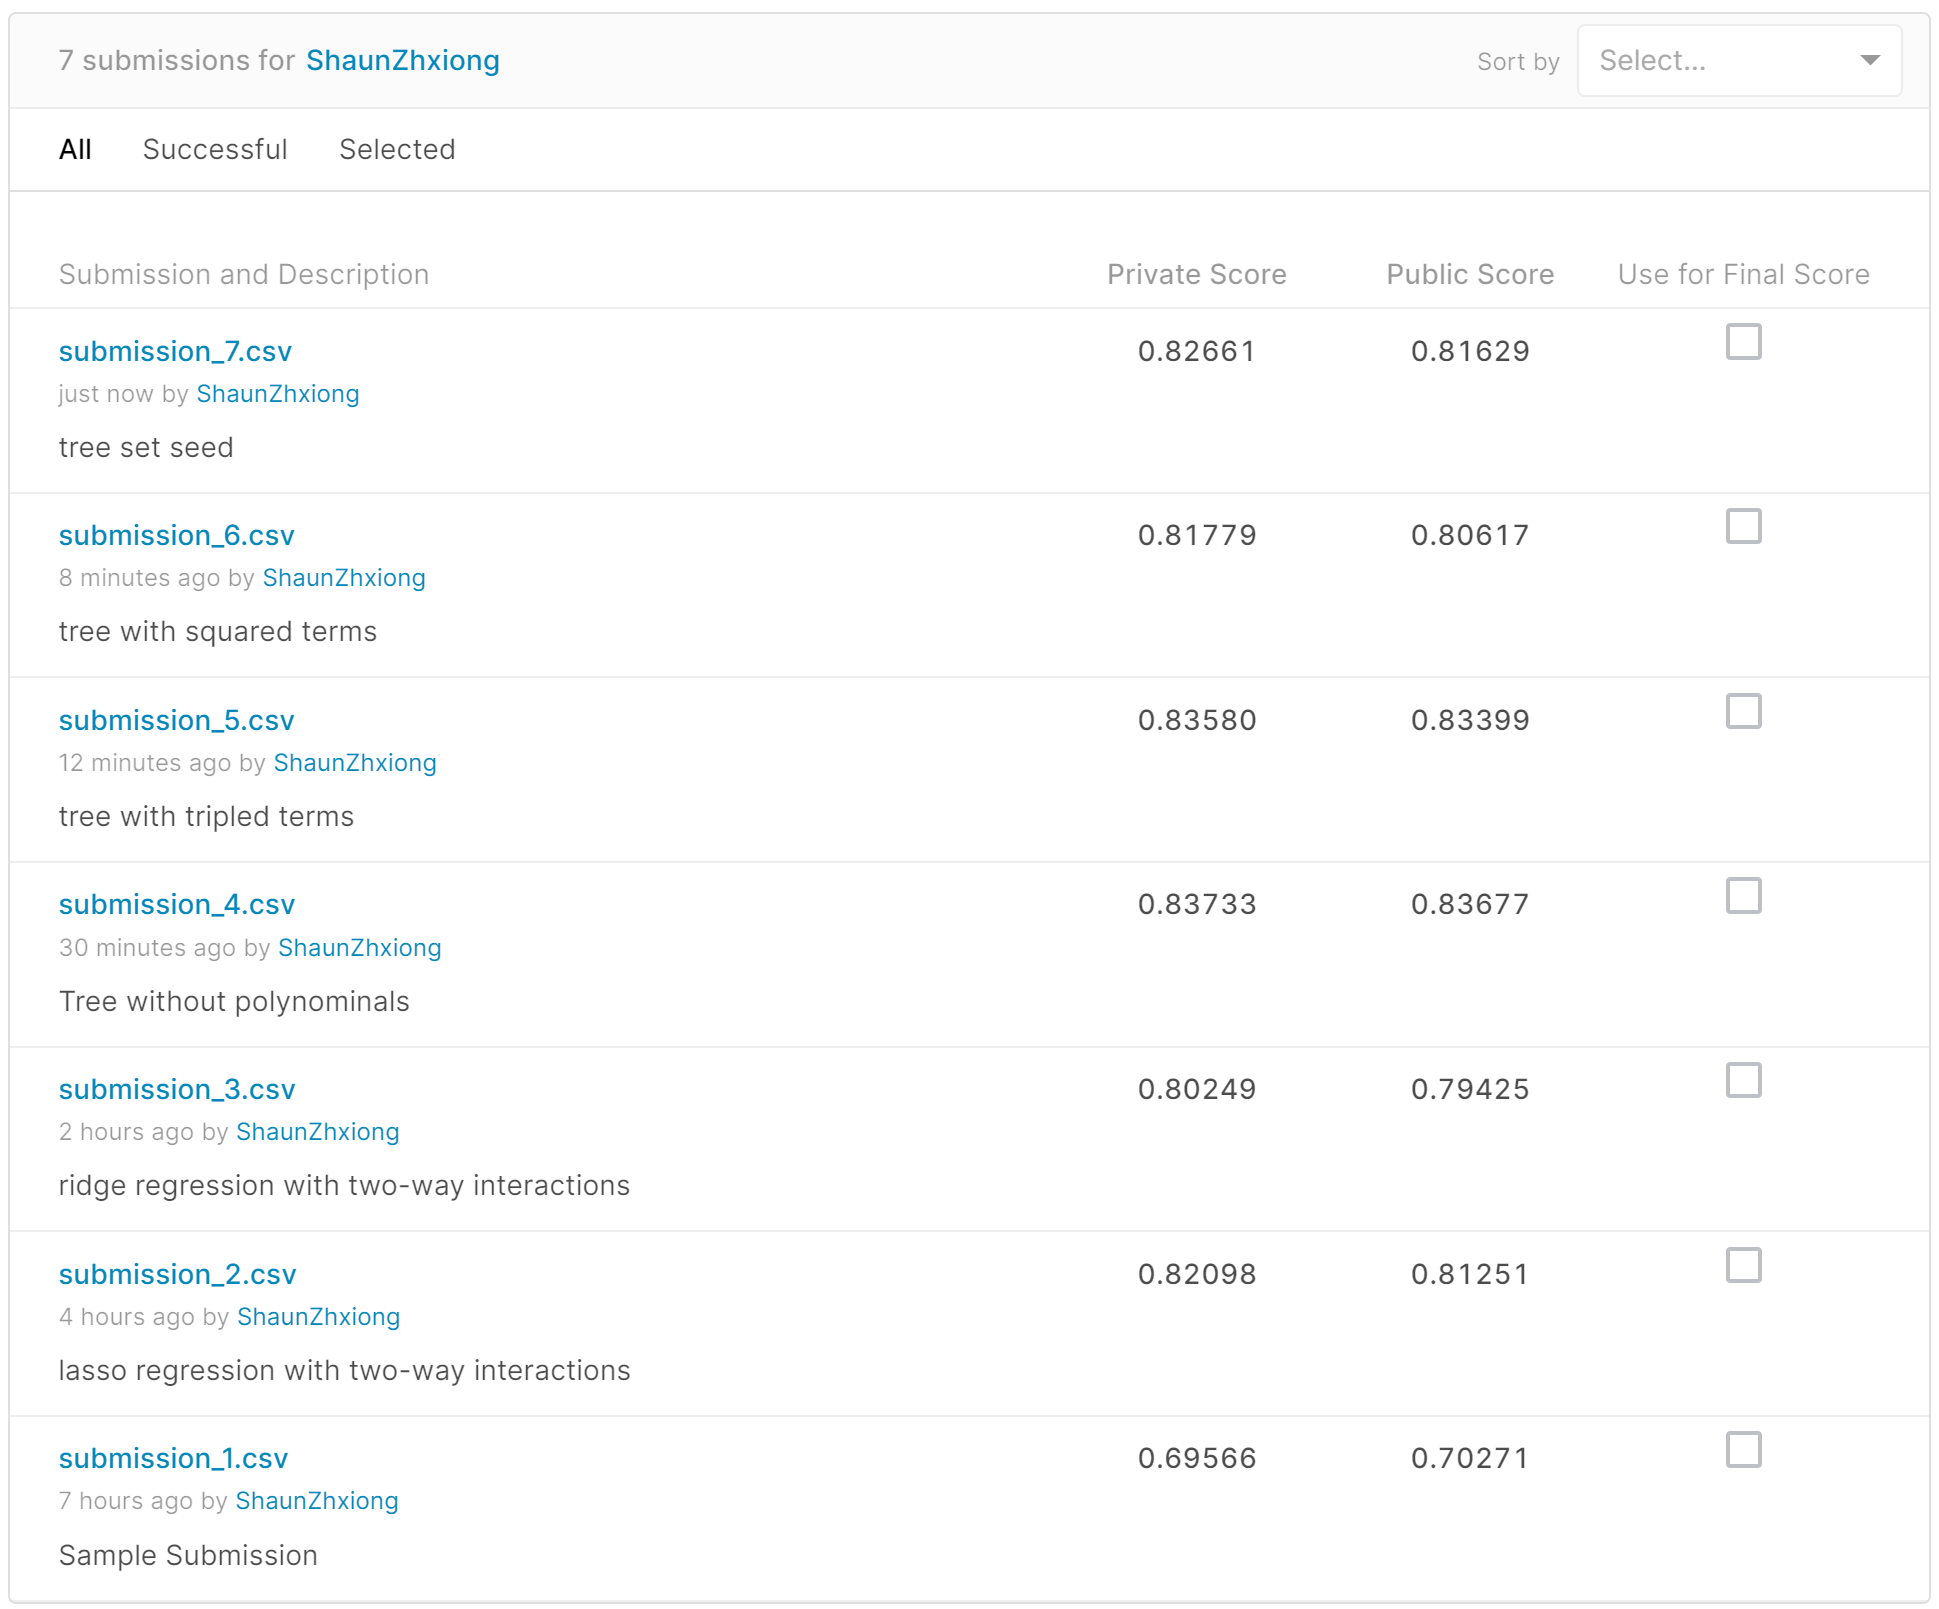 7 submissions for ShaunZhxiong Sort by Select...
All Successful Selected
Submission and Description Private Score Public Score Use for Final Score
submission_7.csv 0.82661 0.81629
just now by ShaunZhxiong
tree set seed
submission_6.csv 0.81779 0.80617
8 minutes ago by ShaunZhxiong
tree with squared terms
submission_5.csv 0.83580 0.83399
12 minutes ago by ShaunZhxiong
tree with tripled terms
submission_4.csv 0.83733 0.83677
30 minutes ago by ShaunZhxiong
Tree without polynominals
submission_3.csv 0.80249 0.79425
2 hours ago by ShaunZhxiong
ridge regression with two-way interactions
submission_2.csv 0.82098 0.81251
4 hours ago by ShaunZhxiong
lasso regression with two-way interactions
submission_1.csv 0.69566 0.70271
7 hours ago by ShaunZhxiong
Sample Submission